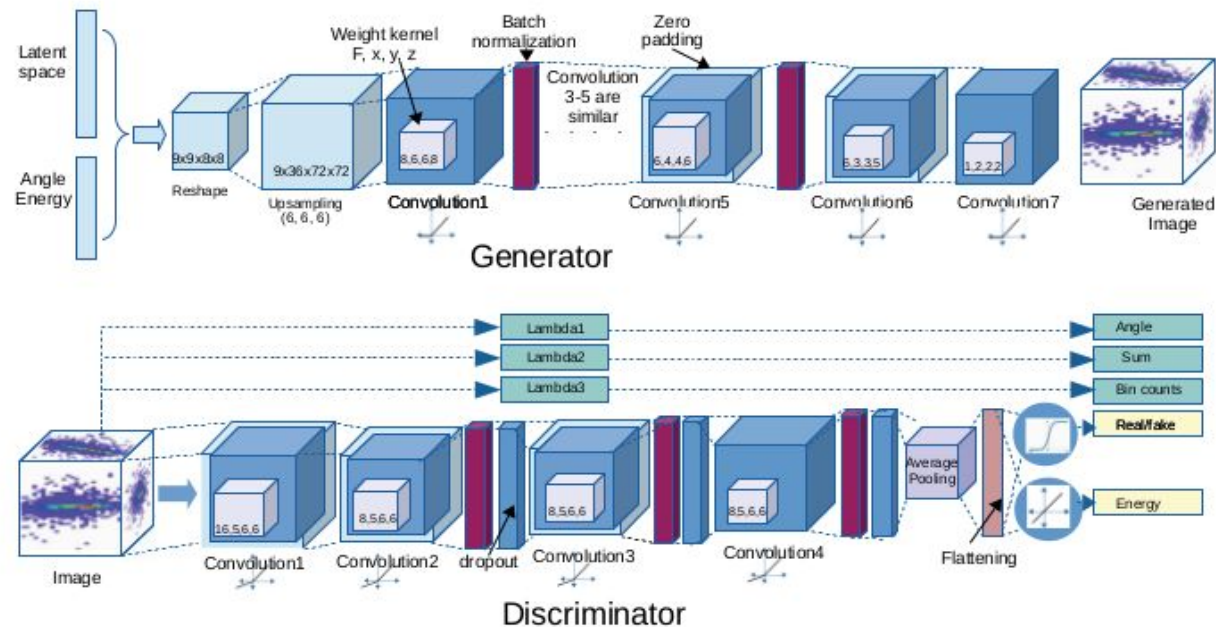 Latent
space
Angle
Energy
9x9x8x8
Reshape
9x36x72x72
Upsampling
(6, 6, 6)
Weight kernel
F, x, y, z
8,6,6,8
Convolution1
Batch
normalization
Convolution
3-5 are
similar
Zero
padding
6,4,4,6
Convolution5
6,3,3,5
Convolution6
1,2,2,2
Convolution7
Generated
Image
Generator
Lambda1
Angle
Lambda2
Sum
Lambda3
Bin counts
Real/fake
Energy
Image
16,5,6,6
Convolution1
8,5,6,6
Convolution2
dropout
8,5,6,6
Convolution3
8,5,6,6
Convolution4
Average
Pooling
Flattening
Discriminator